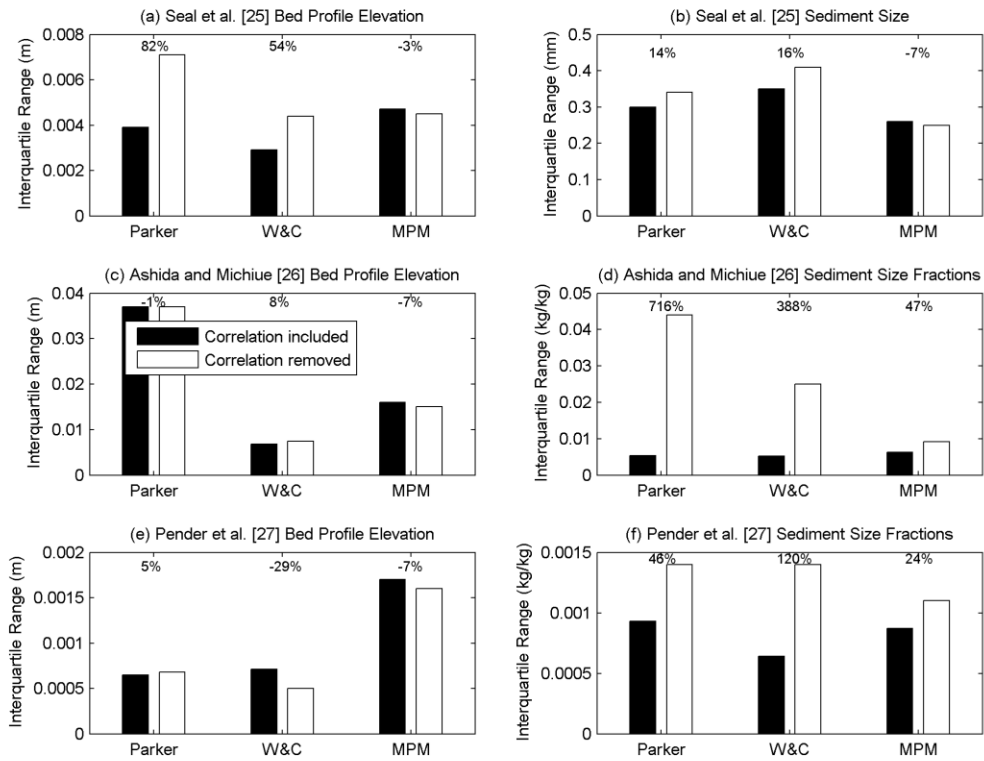 (a) Seal et al. [25] Bed Profile Elevation
Interquartile Range (m)
0.008
0.006
0.004
0.002
0
82%
54%
-3%
Parker
W&C
MPM
(b) Seal et al. [25] Sediment Size
Interquartile Range (mm)
0.5
0.4
0.3
0.2
0.1
0
14%
16%
-7%
Parker
W&C
MPM
(c) Ashida and Michiue [26] Bed Profile Elevation
Interquartile Range (m)
0.04
0.03
0.02
0.01
0
-1%
8%
-7%
Correlation included
Correlation removed
Parker
W&C
MPM
(d) Ashida and Michiue [26] Sediment Size Fractions
Interquartile Range (kg/kg)
0.05
0.04
0.03
0.02
0.01
0
716%
388%
47%
Parker
W&C
MPM
(e) Pender et al. [27] Bed Profile Elevation
Interquartile Range (m)
0.002
0.0015
0.001
0.0005
0
5%
-29%
-7%
Parker
W&C
MPM
(f) Pender et al. [27] Sediment Size Fractions
Interquartile Range (kg/kg)
0.0015
0.001
0.0005
0
46%
120%
24%
Parker
W&C
MPM